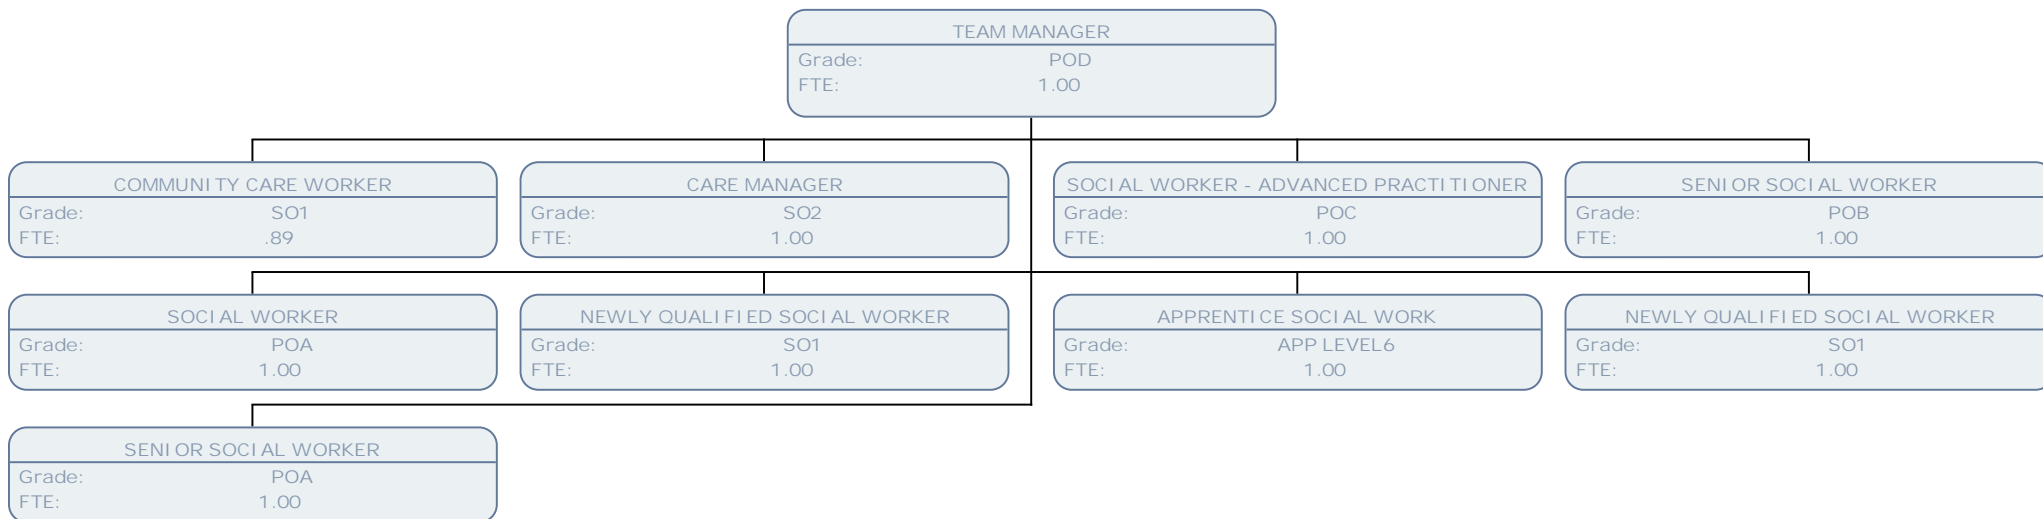 TEAM MANAGER
Grade: POD
FTE: 1.00
COMMUNITY CARE WORKER
Grade: SO1
FTE: .89
CARE MANAGER
Grade: SO2
FTE: 1.00
SOCIAL WORKER - ADVANCED PRACTITIONER
Grade: POC
FTE: 1.00
SENIOR SOCIAL WORKER
Grade: POB
FTE: 1.00
SOCIAL WORKER
Grade: POA
FTE: 1.00
NEWLY QUALIFIED SOCIAL WORKER
Grade: SO1
FTE: 1.00
APPRENTICE SOCIAL WORK
Grade: APP LEVEL6
FTE: 1.00
NEWLY QUALIFIED SOCIAL WORKER
Grade: SO1
FTE: 1.00
SENIOR SOCIAL WORKER
Grade: POA
FTE: 1.00